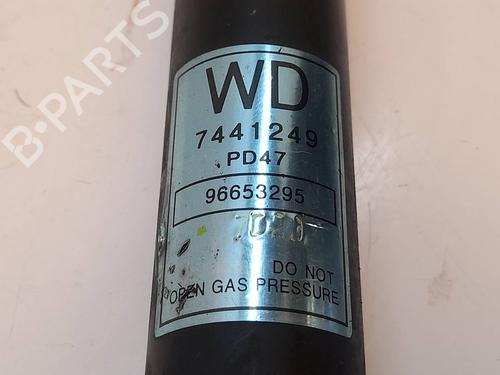 WD
7441249
PD47
96653295
DO NOT
OPEN GAS PRESSURE
B-PARTS